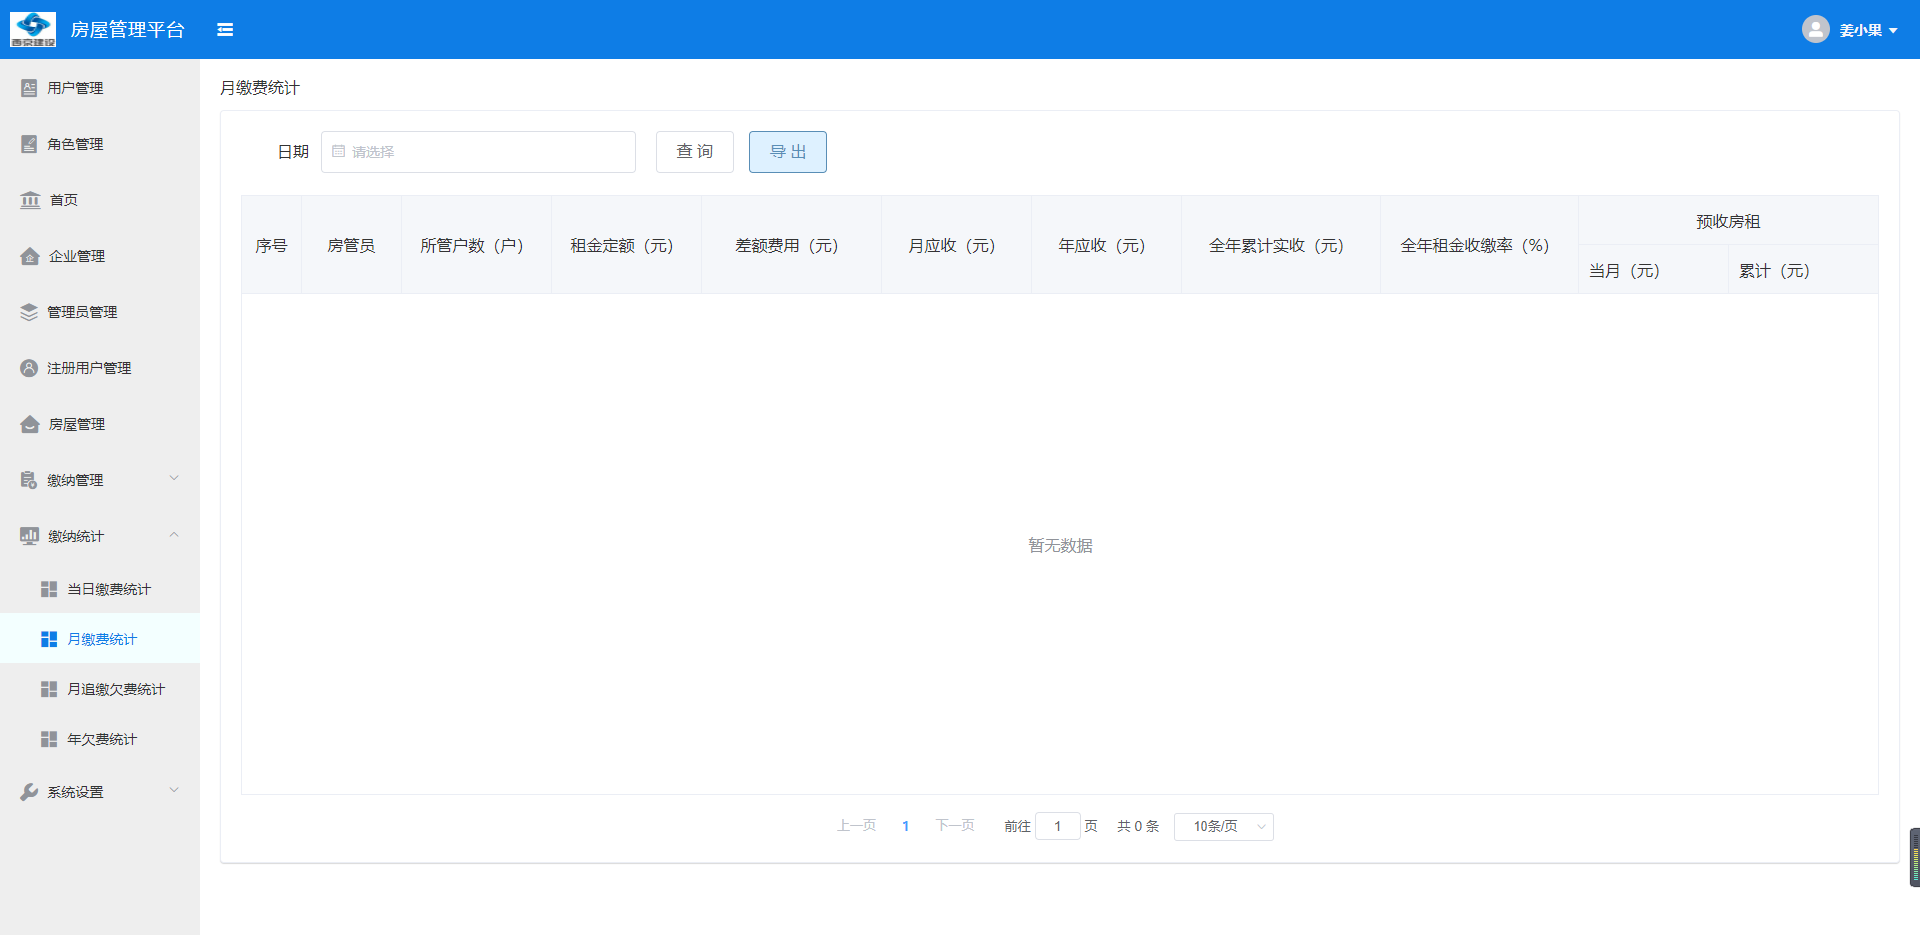 西京建设
房屋管理平台
姜小果
用户管理
角色管理
首页
企业管理
管理员管理
注册用户管理
房屋管理
缴纳管理
缴纳统计
当日缴费统计
月缴费统计
月追缴欠费统计
年欠费统计
系统设置
月缴费统计
日期 请选择 查 询 导 出
序号 房管员 所管户数（户） 租金定额（元） 差额费用（元） 月应收（元） 年应收（元） 全年累计实收（元） 全年租金收缴率（%） 预收房租
当月（元） 累计（元）
暂无数据
上一页 1 下一页 前往 1 页 共 0 条 10条/页